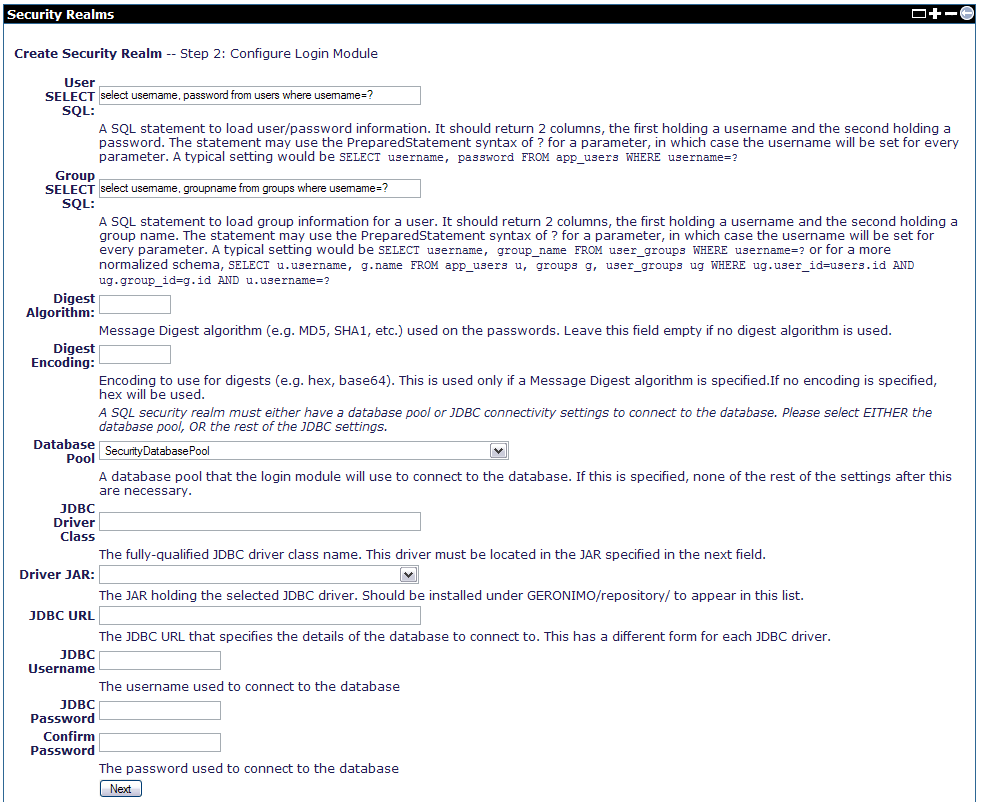 Security Realms
Create Security Realm -- Step 2: Configure Login Module
User
SELECT
SQL:
select username, password from users where username=?
A SQL statement to load user/password information. It should return 2 columns, the first holding a username and the second holding a
password. The statement may use the PreparedStatement syntax of ? for a parameter, in which case the username will be set for every
parameter. A typical setting would be SELECT username, password FROM app_users WHERE username=?
Group
SELECT
SQL:
select username, groupname from groups where username=?
A SQL statement to load group information for a user. It should return 2 columns, the first holding a username and the second holding a
group name. The statement may use the PreparedStatement syntax of ? for a parameter, in which case the username will be set for
every parameter. A typical setting would be SELECT username, group_name FROM user_groups WHERE username=? or for a more
normalized schema, SELECT u.username, g.name FROM app_users u, groups g, user_groups ug WHERE ug.user_id=users.id AND
ug.group_id=g.id AND u.username=?
Digest
Algorithm:
Message Digest algorithm (e.g. MD5, SHA1, etc.) used on the passwords. Leave this field empty if no digest algorithm is used.
Digest
Encoding:
Encoding to use for digests (e.g. hex, base64). This is used only if a Message Digest algorithm is specified.If no encoding is specified,
hex will be used.
A SQL security realm must either have a database pool or JDBC connectivity settings to connect to the database. Please select EITHER the
database pool, OR the rest of the JDBC settings.
Database
Pool
SecurityDatabasePool
A database pool that the login module will use to connect to the database. If this is specified, none of the rest of the settings after this
are necessary.
JDBC
Driver
Class
The fully-qualified JDBC driver class name. This driver must be located in the JAR specified in the next field.
Driver JAR:
The JAR holding the selected JDBC driver. Should be installed under GERONIMO/repository/ to appear in this list.
JDBC URL
The JDBC URL that specifies the details of the database to connect to. This has a different form for each JDBC driver.
JDBC
Username
The username used to connect to the database
JDBC
Password
Confirm
Password
The password used to connect to the database
Next